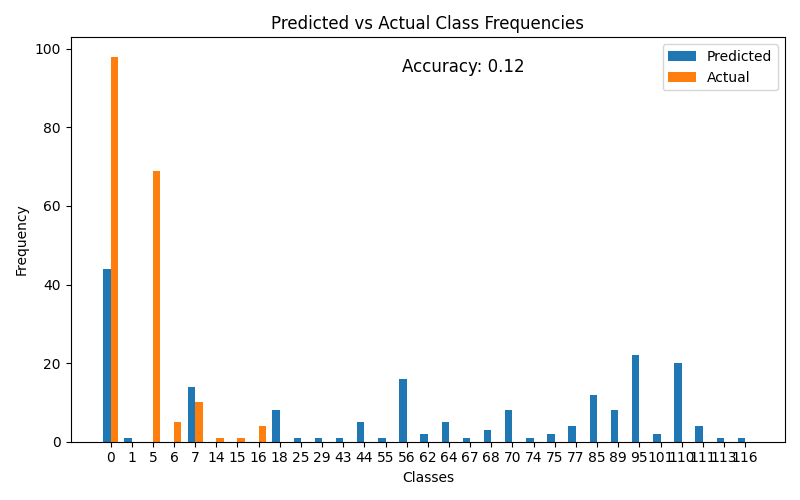 Predicted vs Actual Class Frequencies
Accuracy: 0.12
Predicted
Actual
Frequency
100
80
60
40
20
0
0 1 5 6 7 14 15 16 18 25 29 43 44 55 56 62 64 67 68 70 74 75 77 85 89 95 101 110 111 113 116
Classes